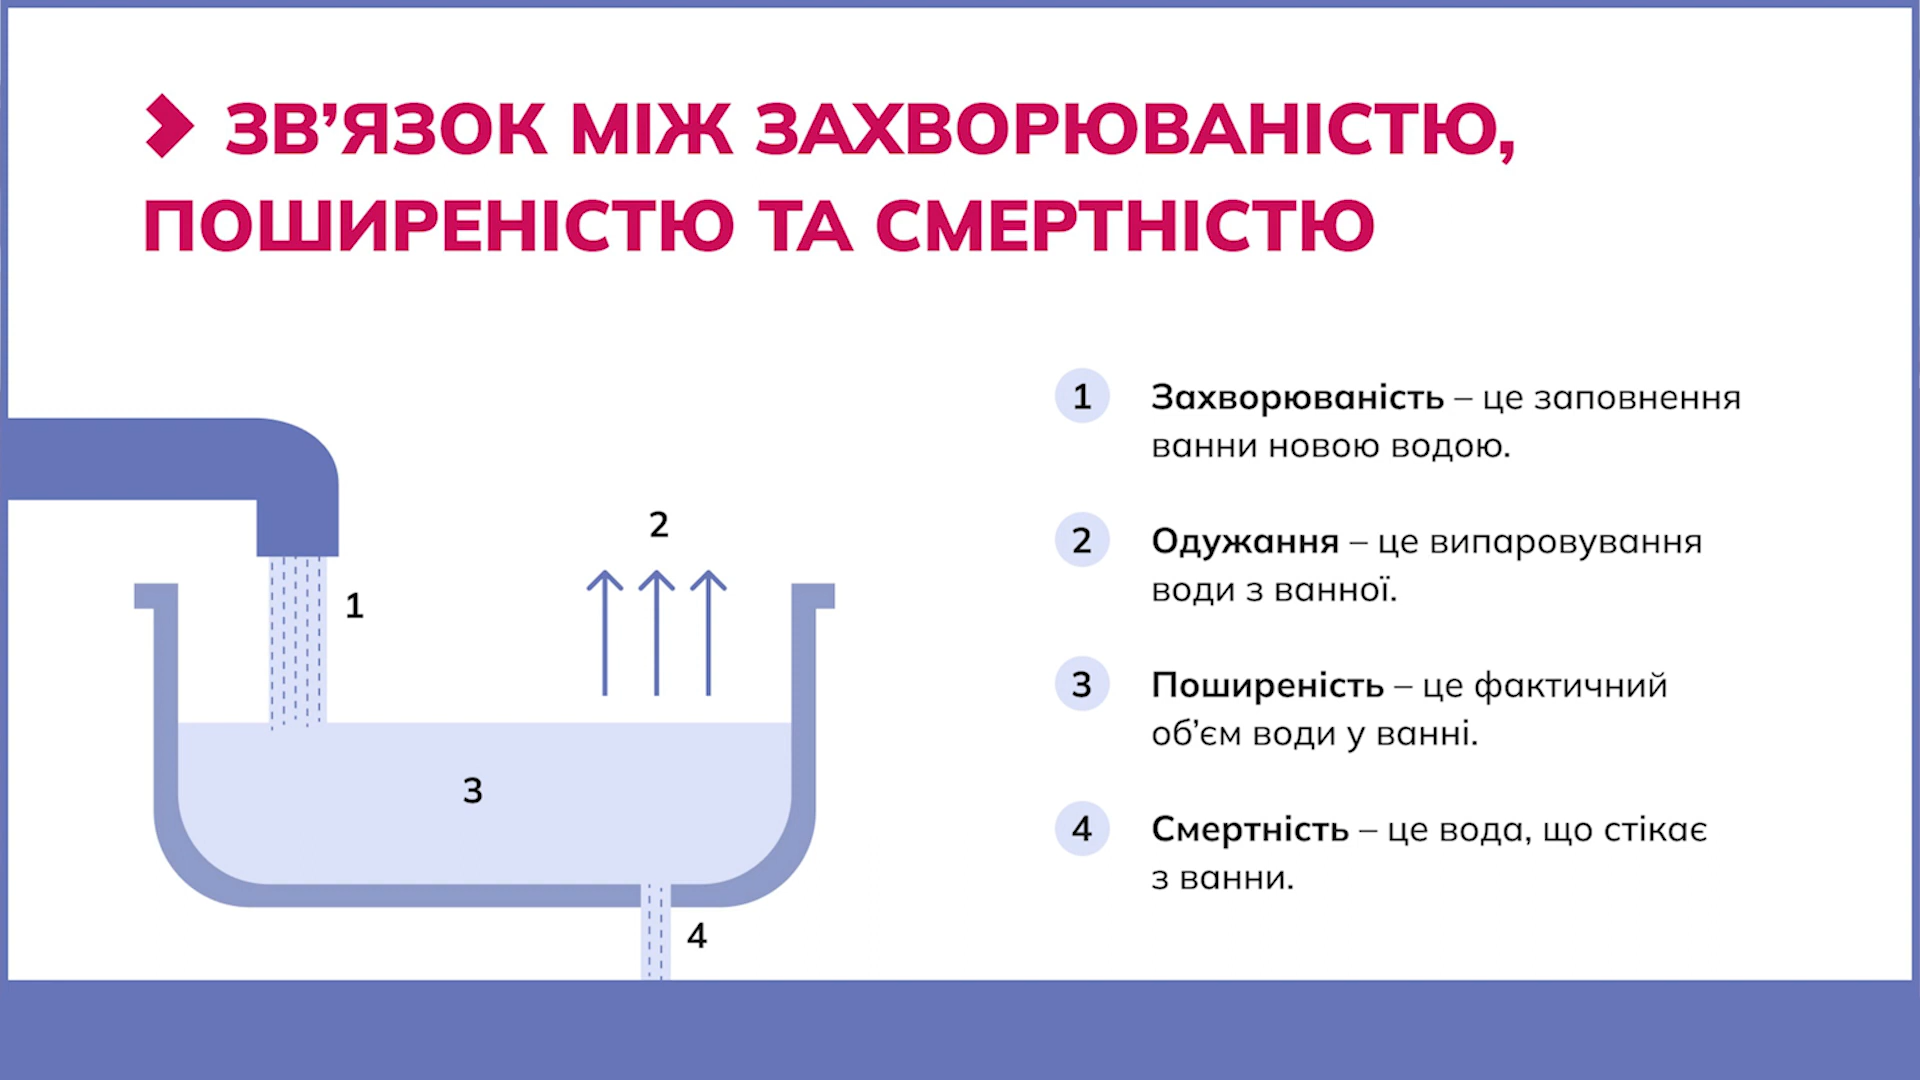 ЗВ’ЯЗОК МІЖ ЗАХВОРЮВАНІСТЮ,
ПОШИРЕНІСТЮ ТА СМЕРТНІСТЮ
1 Захворюваність – це заповнення
ванни новою водою.
2 Одужання – це випаровування
води з ванної.
3 Поширеність – це фактичний
об’єм води у ванні.
4 Смертність – це вода, що стікає
з ванни.
2
1
3
4